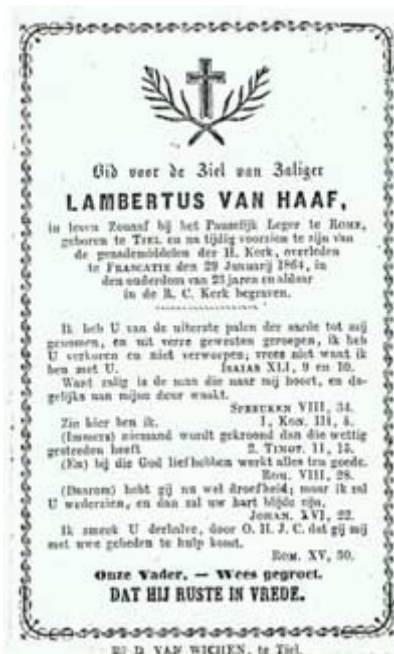 Bid voor de Ziel van Zaliger
LAMBERTUS VAN HAAF,
in leven Zouaaf bij het Pauselijk Leger te ROME,
geboren te TIEL en na tijdig voorzien te zijn van
de genademiddelen der H. Kerk, overleden
te FRASCATIE den 29 Januarij 1864, in
den ouderdom van 23 jaren en aldaar
in de R. C. Kerk begraven.
Ik heb U van de uiterste palen der aarde tot mij
genomen, en uit verre gewesten geroepen, ik heb
U verkoren en niet verworpen; vrees niet want ik
ben met U. ISAIAS XLI, 9 en 10.
Want zalig is de man die naar mij hoort, en da-
gelijks aan mijne deur waakt.
SPREUKEN VIII, 34.
Zie hier ben ik. 1, KON. III, 5.
(Immers) niemand wordt gekroond dan die wettig
gestreden heeft 2. TIMOT. II, 15.
(En) bij die God liefhebben werkt alles ten goede.
ROM. VIII, 28.
(Daarom) hebt gij nu wel droefheid; maar ik zal
U wederzien, en dan zal uw hart blijde zijn.
JOHAN. XVI, 22.
Ik smeek U derhalve, door O. H. J. C. dat gij mij
met uwe gebeden te hulp komt.
ROM. XV, 30.
Onze Vader. — Wees gegroet.
DAT HIJ RUSTE IN VREDE.
VAN WICHEN, te Tiel.